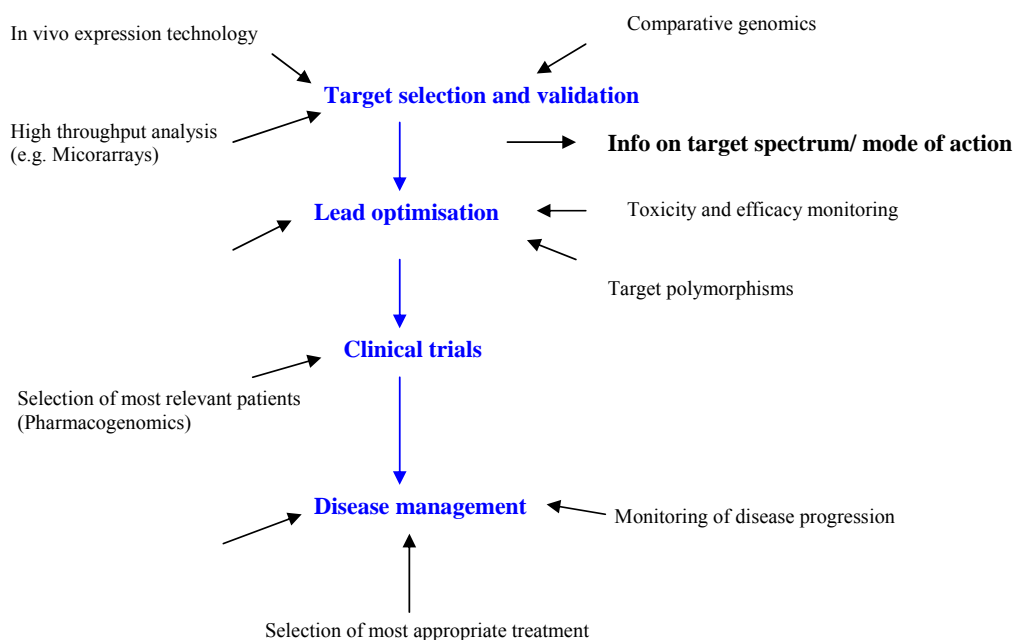 In vivo expression technology
Comparative genomics
Target selection and validation
High throughput analysis
(e.g. Micorarrays)
Info on target spectrum/ mode of action
Lead optimisation
Toxicity and efficacy monitoring
Target polymorphisms
Clinical trials
Selection of most relevant patients
(Pharmacogenomics)
Disease management
Monitoring of disease progression
Selection of most appropriate treatment